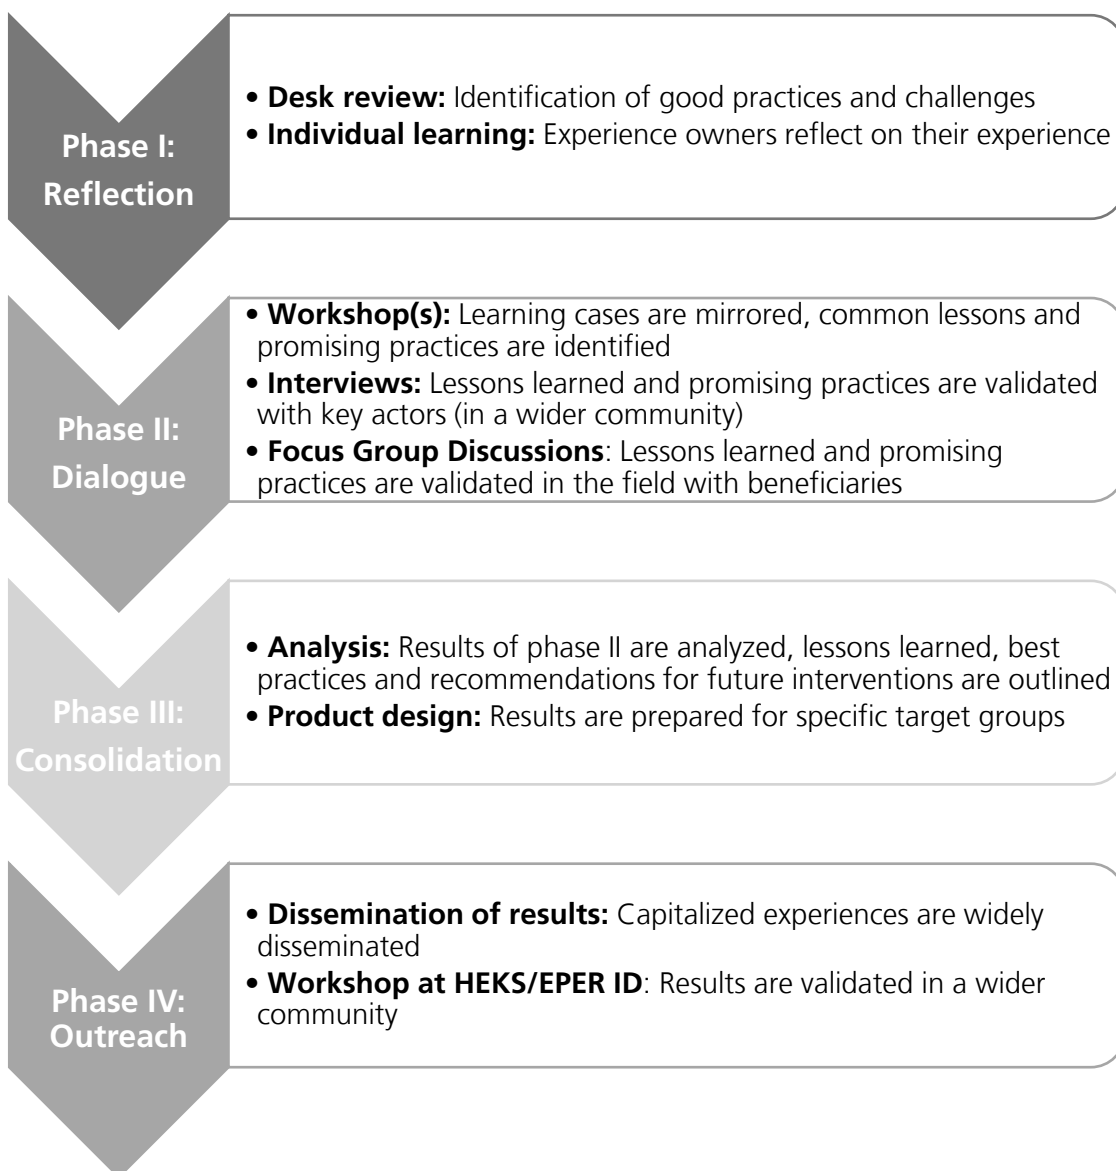 Phase I:
Reflection
• Desk review: Identification of good practices and challenges
• Individual learning: Experience owners reflect on their experience
Phase II:
Dialogue
• Workshop(s): Learning cases are mirrored, common lessons and
promising practices are identified
• Interviews: Lessons learned and promising practices are validated
with key actors (in a wider community)
• Focus Group Discussions: Lessons learned and promising
practices are validated in the field with beneficiaries
Phase III:
Consolidation
• Analysis: Results of phase II are analyzed, lessons learned, best
practices and recommendations for future interventions are outlined
• Product design: Results are prepared for specific target groups
Phase IV:
Outreach
• Dissemination of results: Capitalized experiences are widely
disseminated
• Workshop at HEKS/EPER ID: Results are validated in a wider
community